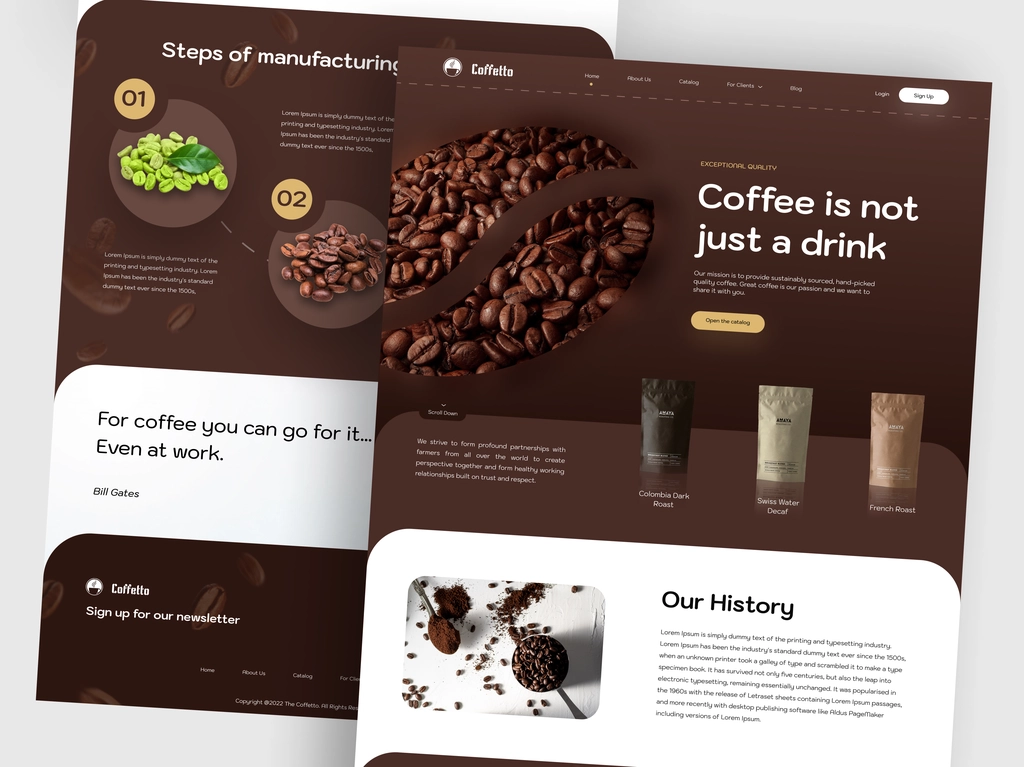 Steps of manufacturing
01
Lorem Ipsum is simply dummy text of the
printing and typesetting industry. Lorem
Ipsum has been the industry's standard
dummy text ever since the 1500s,
02
Lorem Ipsum is simply dummy text of the
printing and typesetting industry. Lorem
Ipsum has been the industry's standard
dummy text ever since the 1500s,
For coffee you can go for it...
Even at work.
Bill Gates
Coffetto
Sign up for our newsletter
Home About Us Catalog For
Copyright @2022 The Coffetto. All Rights
Coffetto
Home About Us Catalog For Clients Blog Login Sign Up
EXCEPTIONAL QUALITY
Coffee is not
just a drink
Our mission is to provide sustainably sourced, hand-picked
quality coffee. Great coffee is our passion and we want to
share it with you.
Open the catalog
Scroll Down
We strive to form profound partnerships with
farmers from all over the world to create
perspective together and form healthy working
relationships built on trust and respect.
AMAYA
Colombia Dark
Roast
AMAYA
Swiss Water
Decaf
AMAYA
French Roast
Our History
Lorem Ipsum is simply dummy text of the printing and typesetting industry.
Lorem Ipsum has been the industry's standard dummy text ever since the 1500s,
when an unknown printer took a galley of type and scrambled it to make a type
specimen book. It has survived not only five centuries, but also the leap into
electronic typesetting, remaining essentially unchanged. It was popularised in
the 1960s with the release of Letraset sheets containing Lorem Ipsum passages,
and more recently with desktop publishing software like Aldus PageMaker
including versions of Lorem Ipsum.